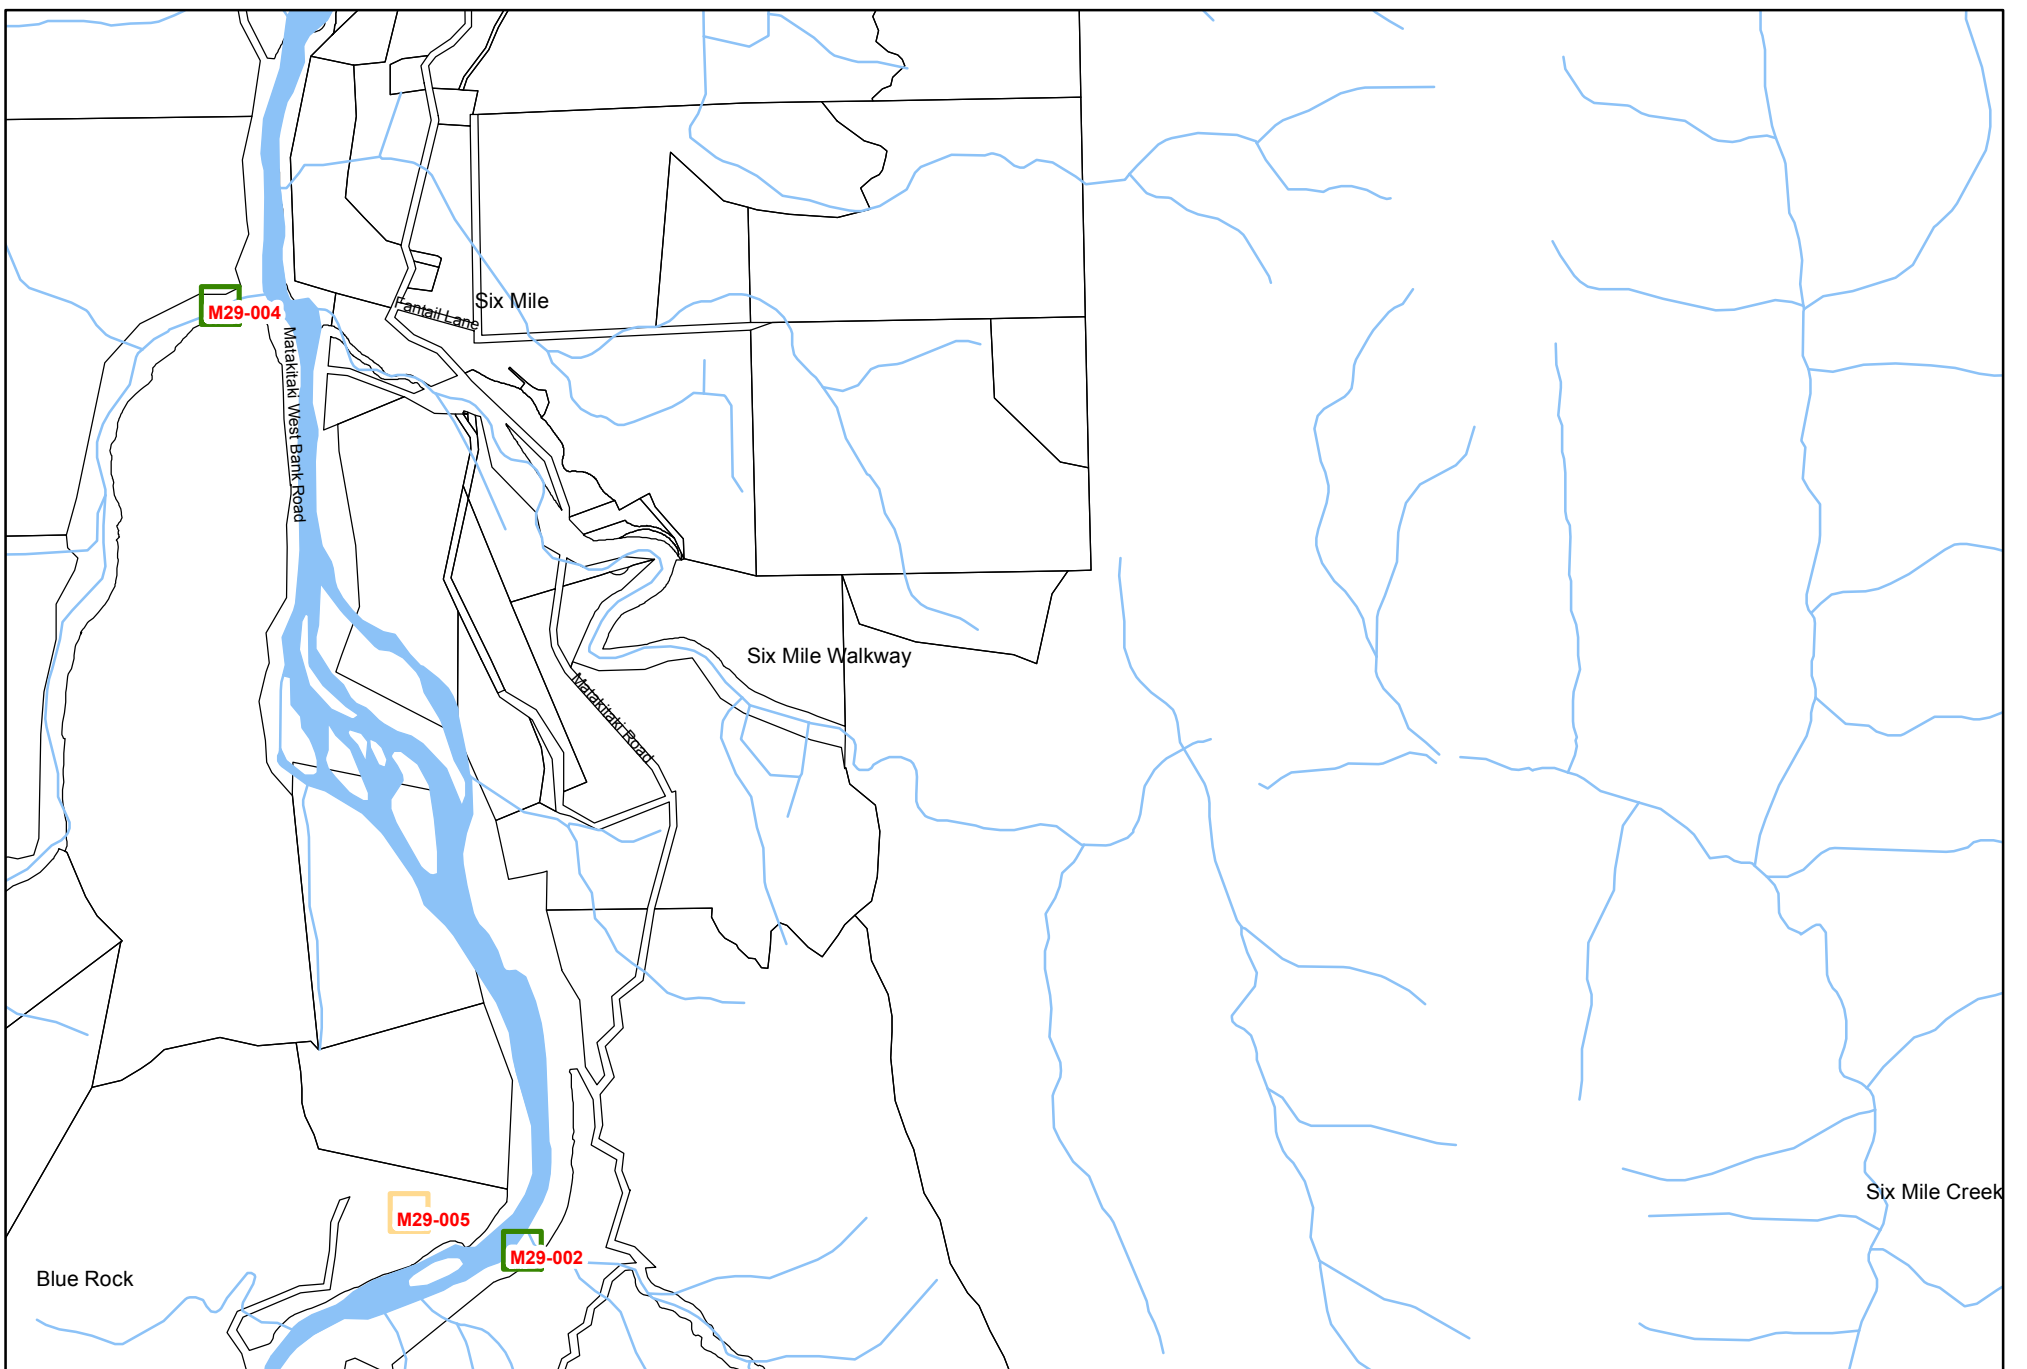 Six Mile
Fantail Lane
M29-004
Matakitaki West Bank Road
Six Mile Walkway
Matakitaki Road
Six Mile Creek
M29-005
M29-002
Blue Rock